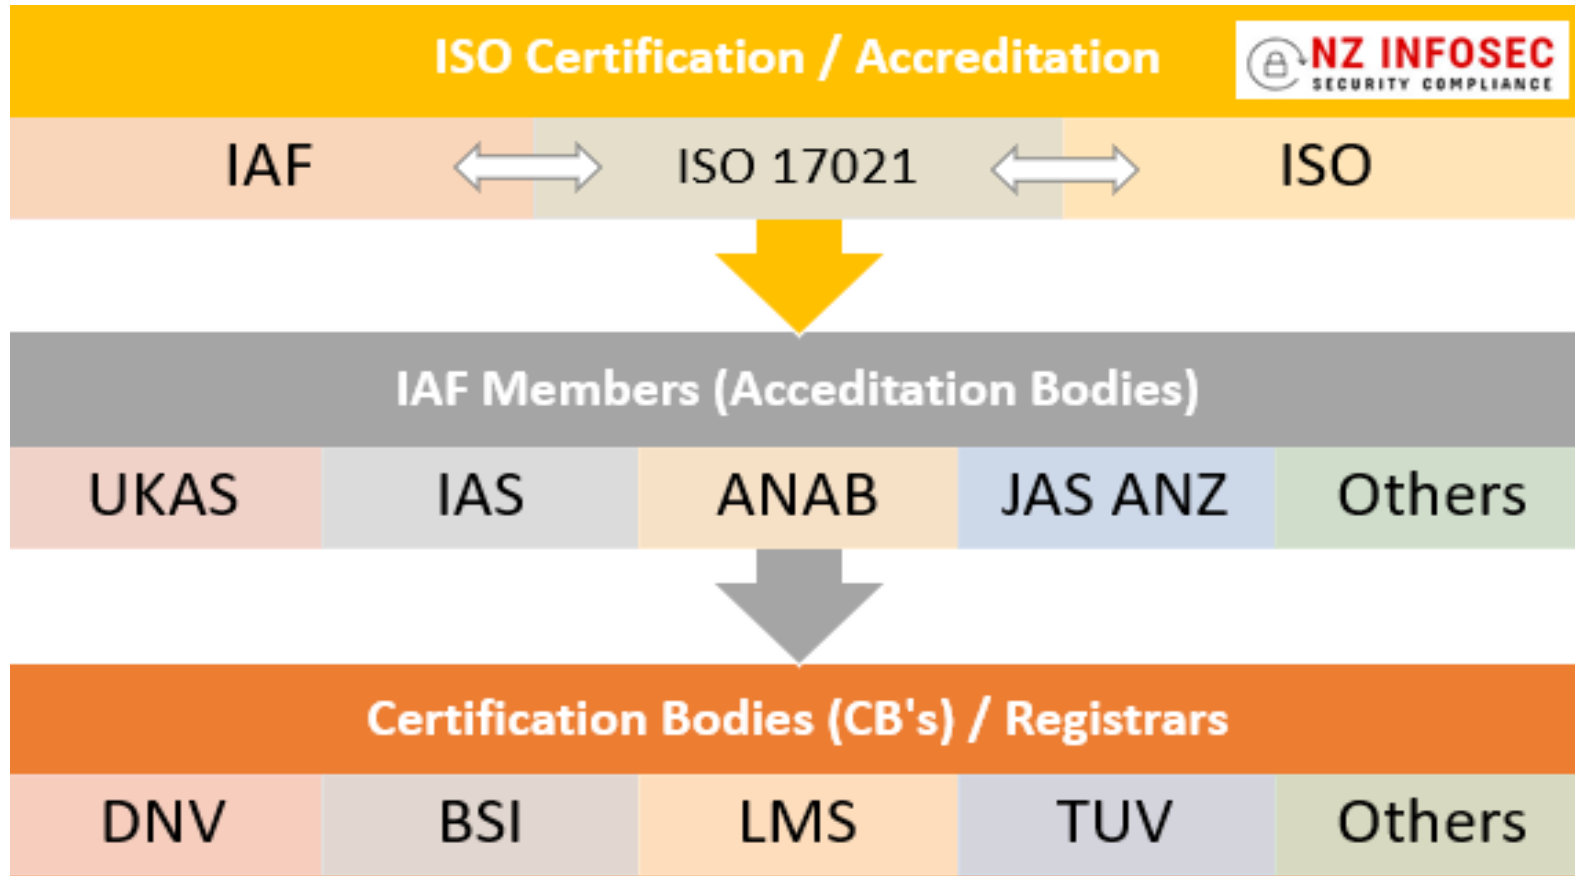 ISO Certification / Accreditation
NZ INFOSEC
SECURITY COMPLIANCE
IAF ISO 17021 ISO
IAF Members (Acceditation Bodies)
UKAS IAS ANAB JAS ANZ Others
Certification Bodies (CB's) / Registrars
DNV BSI LMS TUV Others